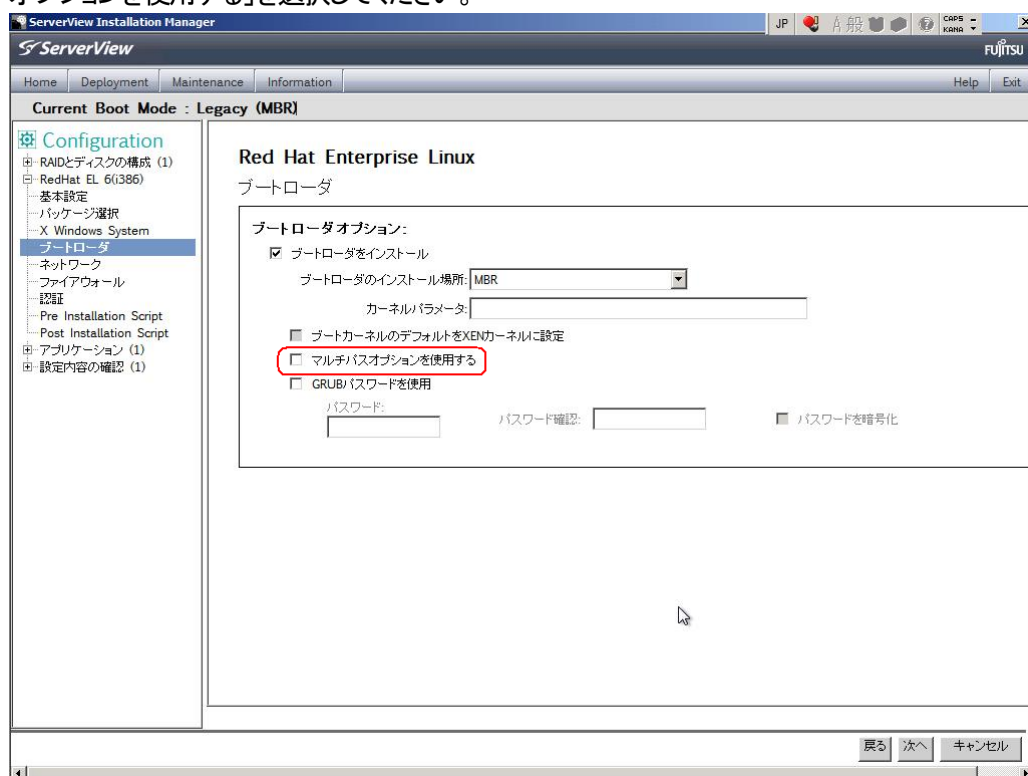 オプションを使用する」を選択してください。
ServerView Installation Manager
JP
A 般
CAPS
KANA
ServerView
FUJITSU
Home Deployment Maintenance Information Help Exit
Current Boot Mode : Legacy (MBR)
Configuration
RAIDとディスクの構成 (1)
RedHat EL 6(i386)
基本設定
パッケージ選択
X Windows System
ブートローダ
ネットワーク
ファイアウォール
認証
Pre Installation Script
Post Installation Script
アプリケーション (1)
設定内容の確認 (1)
Red Hat Enterprise Linux
ブートローダ
ブートローダオプション:
ブートローダをインストール
ブートローダのインストール場所: MBR
カーネルパラメータ:
ブートカーネルのデフォルトをXENカーネルに設定
マルチパスオプションを使用する
GRUBパスワードを使用
パスワード:
パスワード確認:
パスワードを暗号化
戻る 次へ キャンセル